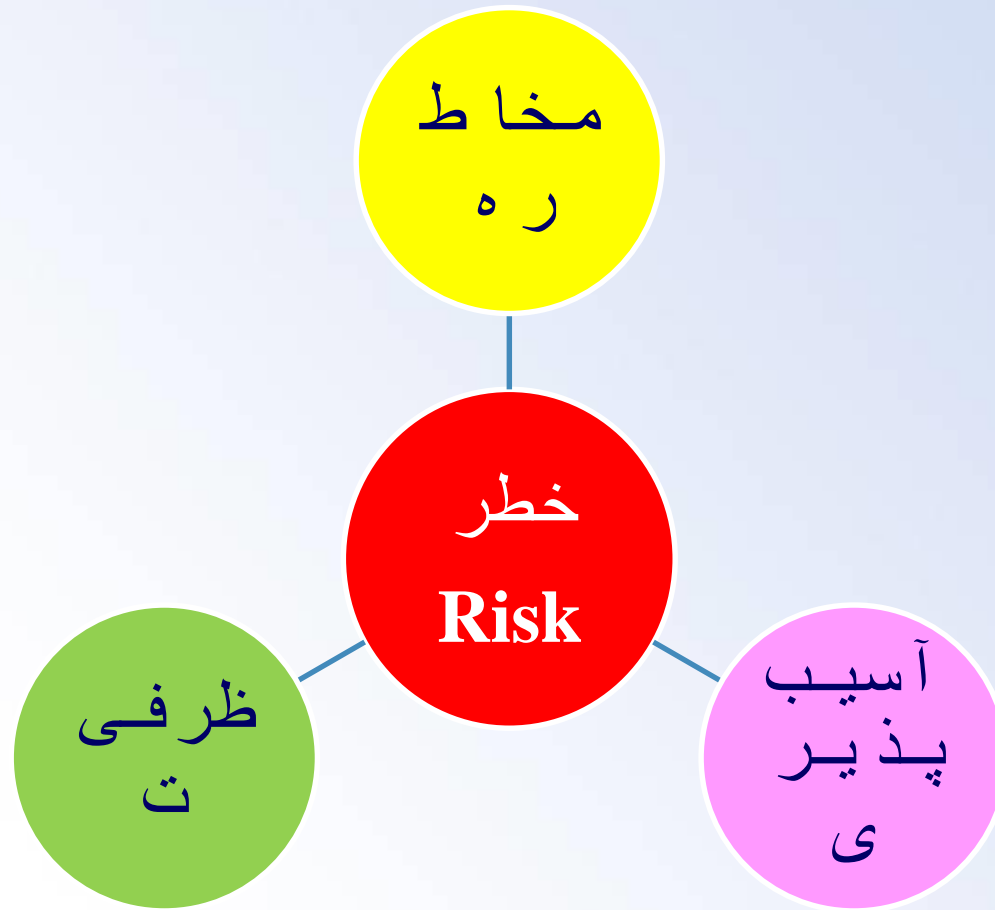 مخاط
ره
خطر
Risk
ظرفی
ت
آسیب
پذیر
ی